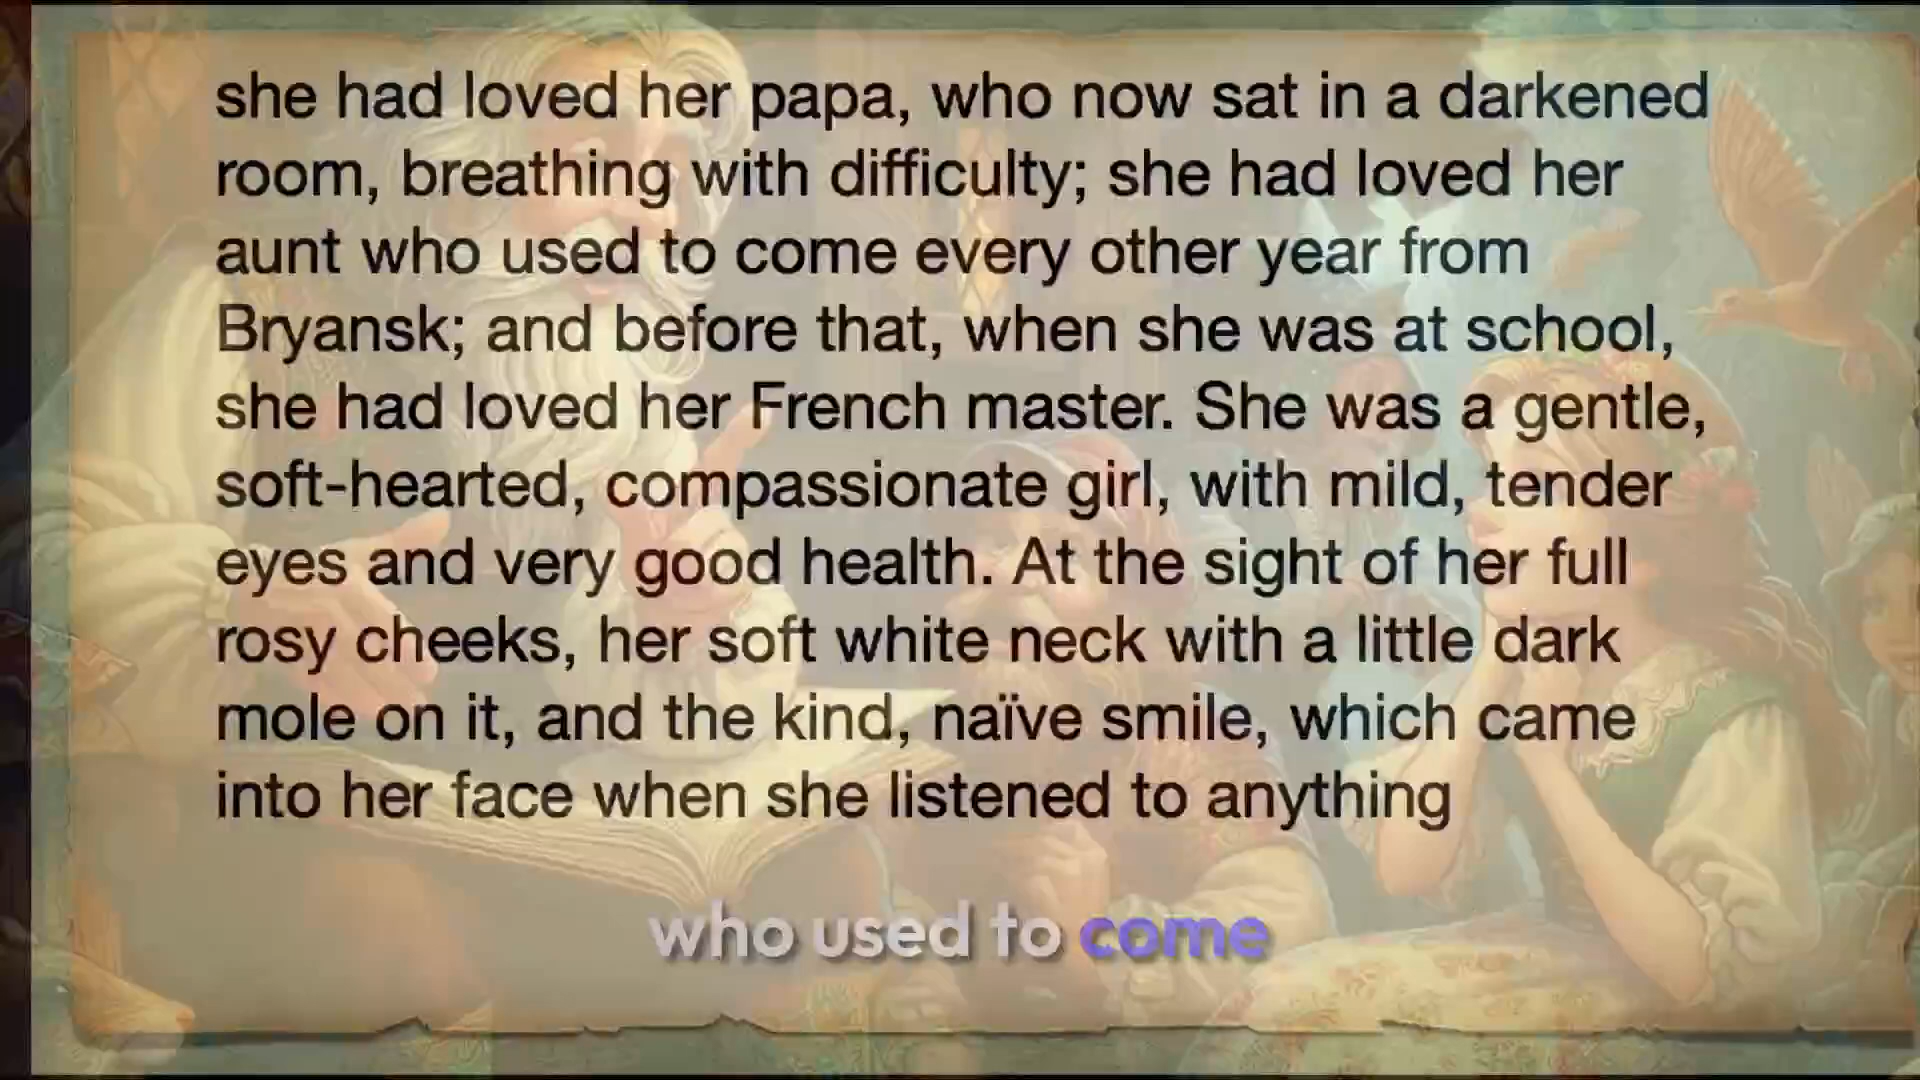 she had loved her papa, who now sat in a darkened
room, breathing with difficulty; she had loved her
aunt who used to come every other year from
Bryansk; and before that, when she was at school,
she had loved her French master. She was a gentle,
soft-hearted, compassionate girl, with mild, tender
eyes and very good health. At the sight of her full
rosy cheeks, her soft white neck with a little dark
mole on it, and the kind, naïve smile, which came
into her face when she listened to anything
who used to come